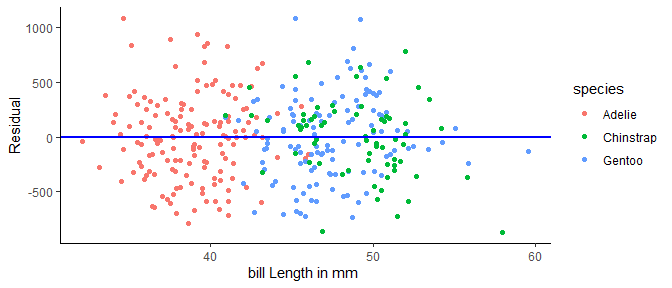 1000
500
0
-500
Residual
40
50
60
bill Length in mm
species
Adelie
Chinstrap
Gentoo